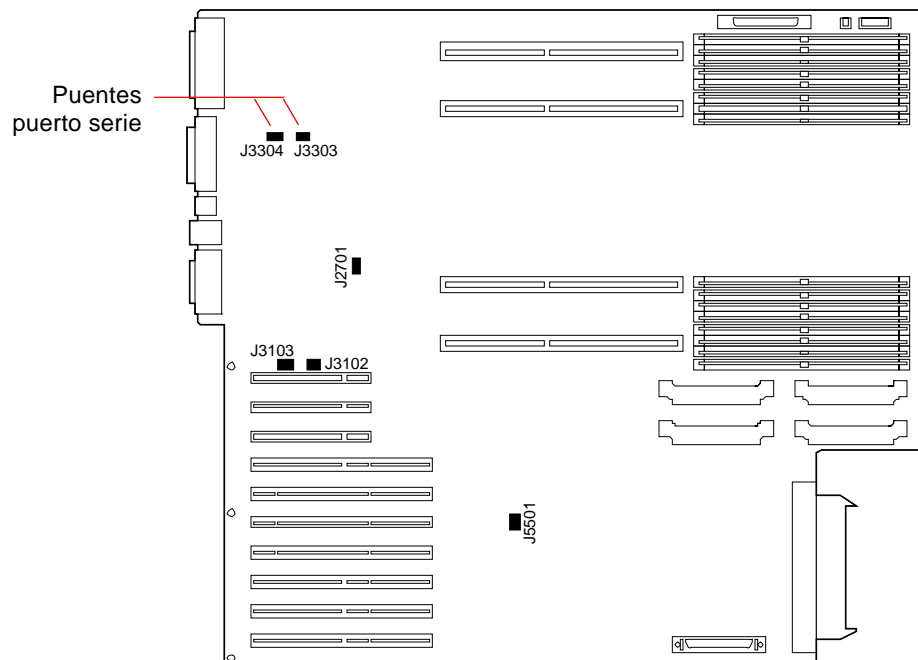 Puentes
puerto serie
J3304
J3303
J2701
J3103
J3102
J5501